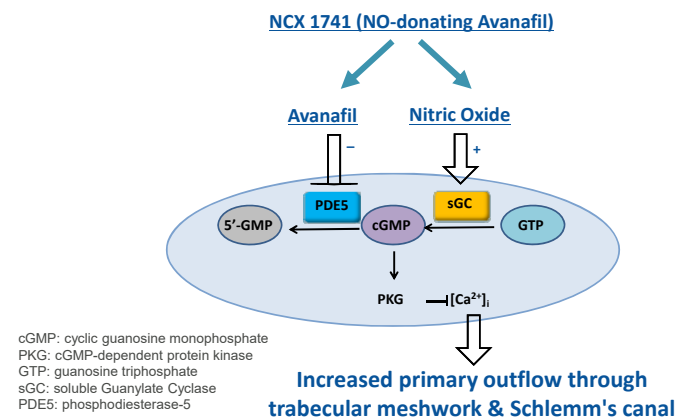 NCX 1741 (NO-donating Avanafil)
Avanafil
Nitric Oxide
–
+
PDE5
sGC
5′-GMP
cGMP
GTP
PKG
[Ca²⁺]ᵢ
cGMP: cyclic guanosine monophosphate
PKG: cGMP-dependent protein kinase
GTP: guanosine triphosphate
sGC: soluble Guanylate Cyclase
PDE5: phosphodiesterase-5
Increased primary outflow through
trabecular meshwork & Schlemm's canal